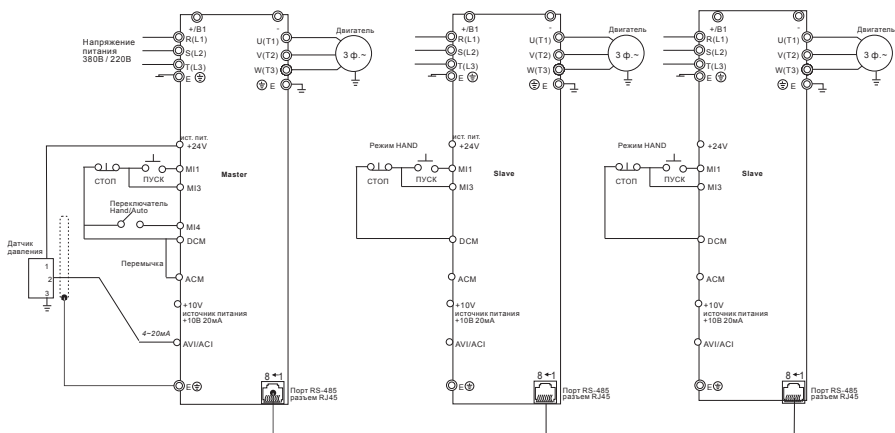 Напряжение
питания
380В / 220В
+/B1
-
R(L1)
S(L2)
T(L3)
E
U(T1)
V(T2)
W(T3)
E
Двигатель
3 ф.~
ист. пит.
+24V
СТОП
ПУСК
MI1
MI3
Master
Переключатель
Hand/Auto
MI4
DCM
Датчик
давления
1
2
3
Перемычка
ACM
+10V
источник питания
+10В 20мА
4~20мА
AVI/ACI
E
8 1
Порт RS-485
разъем RJ45
+/B1
-
R(L1)
S(L2)
T(L3)
E
U(T1)
V(T2)
W(T3)
E
Двигатель
3 ф.~
ист. пит.
+24V
Режим HAND
СТОП
ПУСК
MI1
MI3
Slave
DCM
ACM
+10V
источник питания
+10В 20мА
AVI/ACI
8 1
Порт RS-485
разъем RJ45
+/B1
-
R(L1)
S(L2)
T(L3)
E
U(T1)
V(T2)
W(T3)
E
Двигатель
3 ф.~
+24V
Режим HAND
СТОП
ПУСК
MI1
MI3
Slave
DCM
ACM
+10V
источник питания
+10В 20мА
AVI/ACI
8 1
Порт RS-485
разъем RJ45